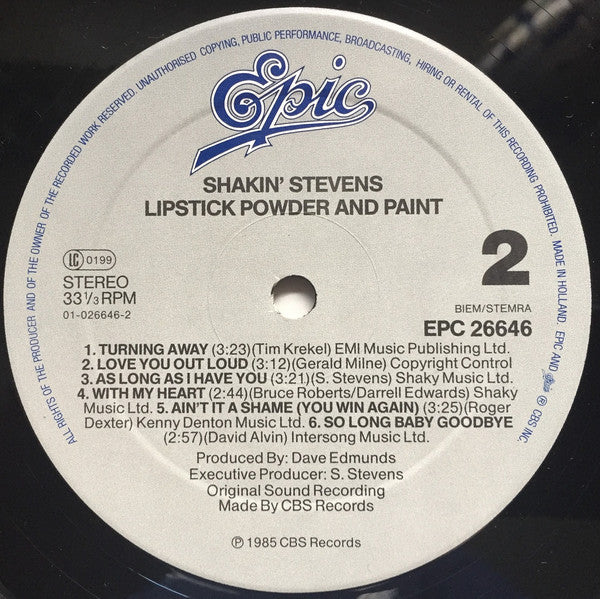 ALL RIGHTS OF THE PRODUCER AND OF THE OWNER OF THE RECORDED WORK RESERVED. UNAUTHORISED COPYING, PUBLIC PERFORMANCE, BROADCASTING, HIRING OR RENTAL OF THIS RECORDING PROHIBITED. MADE IN HOLLAND. EPIC AND Epic ® CBS INC.
Epic
SHAKIN' STEVENS
LIPSTICK POWDER AND PAINT
LC 0199
STEREO
33 1/3 RPM
01-026646-2
2
BIEM/STEMRA
EPC 26646
1. TURNING AWAY (3:23)(Tim Krekel) EMI Music Publishing Ltd.
2. LOVE YOU OUT LOUD (3:12)(Gerald Milne) Copyright Control
3. AS LONG AS I HAVE YOU (3:21)(S. Stevens) Shaky Music Ltd.
4. WITH MY HEART (2:44)(Bruce Roberts/Darrell Edwards) Shaky
Music Ltd. 5. AIN'T IT A SHAME (YOU WIN AGAIN) (3:25)(Roger
Dexter) Kenny Denton Music Ltd. 6. SO LONG BABY GOODBYE
(2:57)(David Alvin) Intersong Music Ltd.
Produced By: Dave Edmunds
Executive Producer: S. Stevens
Original Sound Recording
Made By CBS Records
℗ 1985 CBS Records